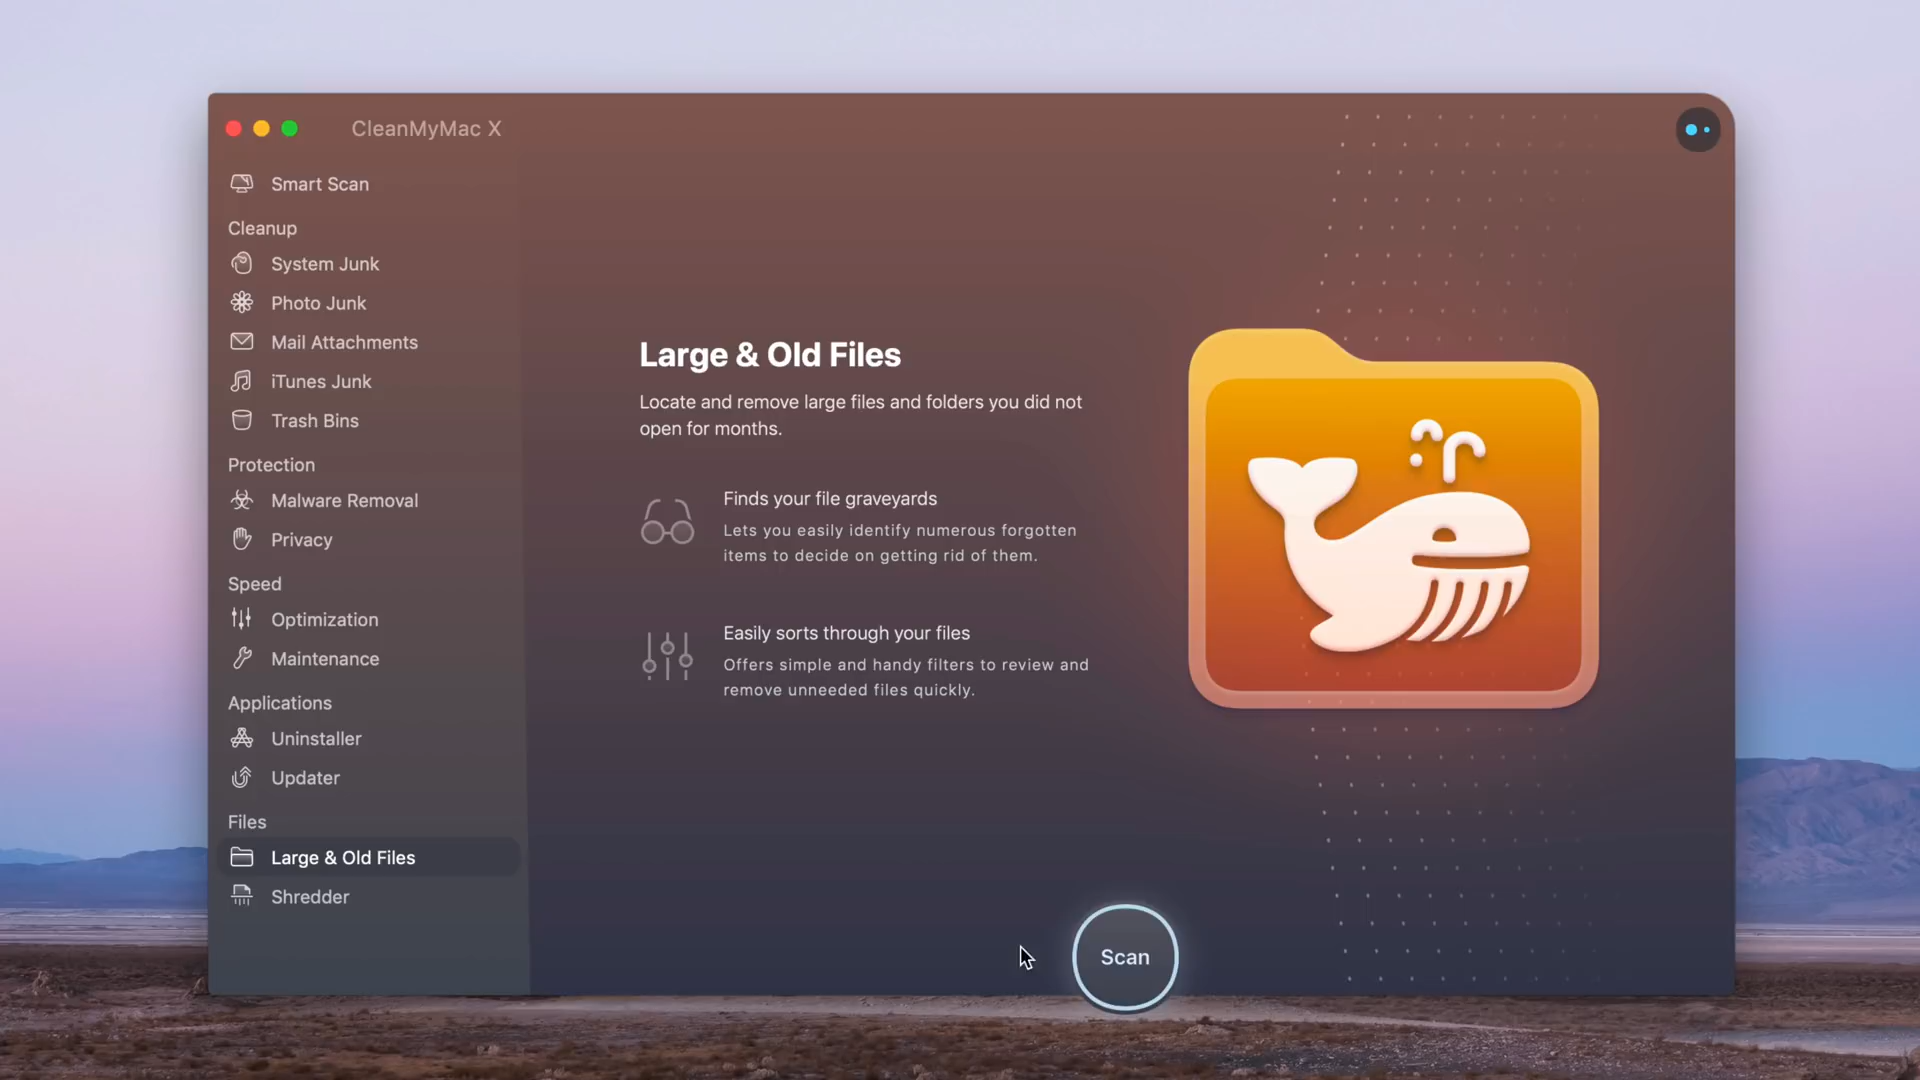 CleanMyMac X
Smart Scan
Cleanup
System Junk
Photo Junk
Mail Attachments
iTunes Junk
Trash Bins
Protection
Malware Removal
Privacy
Speed
Optimization
Maintenance
Applications
Uninstaller
Updater
Files
Large & Old Files
Shredder
Large & Old Files
Locate and remove large files and folders you did not
open for months.
Finds your file graveyards
Lets you easily identify numerous forgotten
items to decide on getting rid of them.
Easily sorts through your files
Offers simple and handy filters to review and
remove unneeded files quickly.
Scan